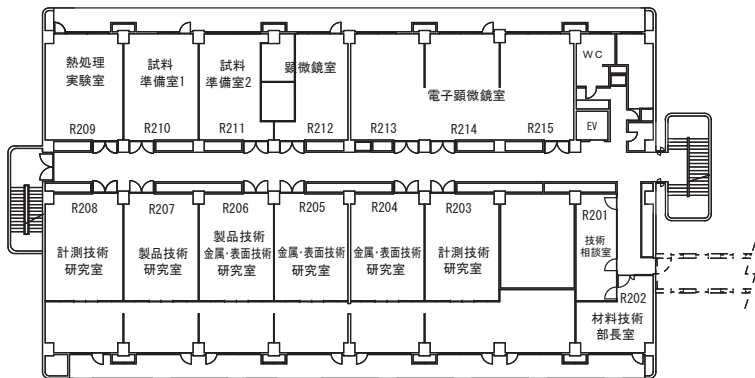 熱処理
実験室
R209
試料
準備室1
R210
試料
準備室2
R211
顕微鏡室
R212
電子顕微鏡室
R213
R214
R215
WC
EV
R208
計測技術
研究室
R207
製品技術
研究室
R206
製品技術
金属・表面技術
研究室
R205
金属・表面技術
研究室
R204
金属・表面技術
研究室
R203
計測技術
研究室
R201
技術
相談室
R202
材料技術
部長室